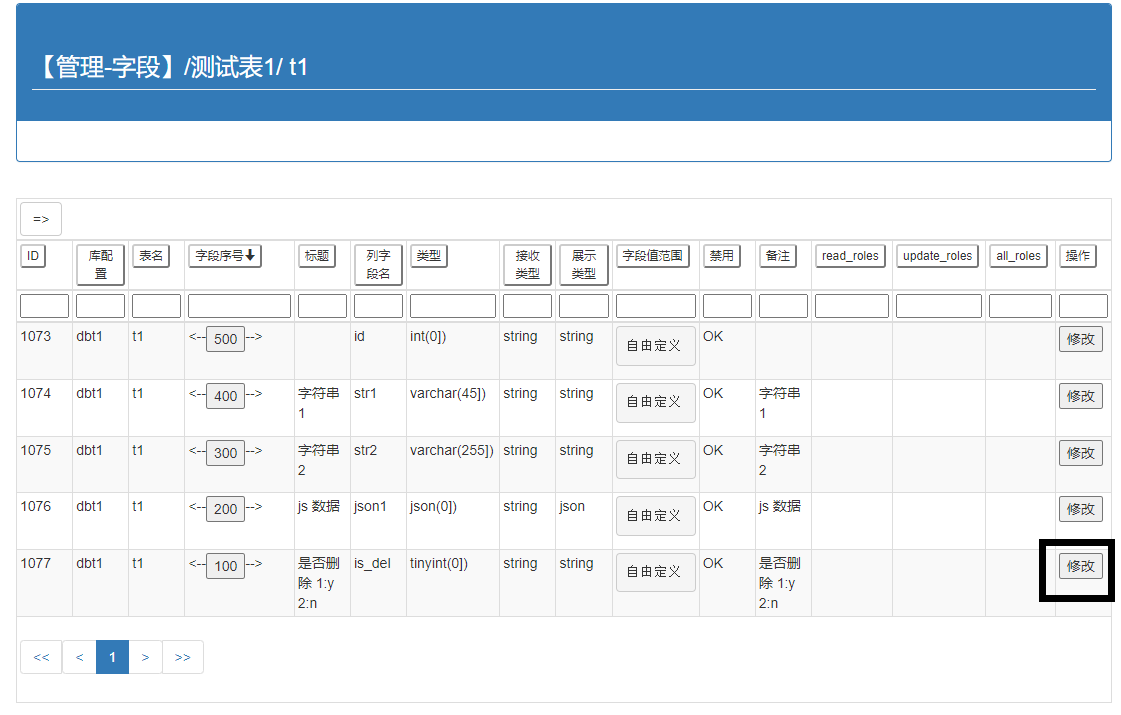 【管理-字段】/测试表1/ t1
=>
ID 库配置 表名 字段序号⬇ 标题 列字段名 类型 接收类型 展示类型 字段值范围 禁用 备注 read_roles update_roles all_roles 操作
1073 dbt1 t1 <--500--> id int(0)) string string 自由定义 OK 修改
1074 dbt1 t1 <--400--> 字符串1 str1 varchar(45)) string string 自由定义 OK 字符串1 修改
1075 dbt1 t1 <--300--> 字符串2 str2 varchar(255)) string string 自由定义 OK 字符串2 修改
1076 dbt1 t1 <--200--> js 数据 json1 json(0)) string json 自由定义 OK js 数据 修改
1077 dbt1 t1 <--100--> 是否删除 1:y 2:n is_del tinyint(0)) string string 自由定义 OK 是否删除 1:y 2:n 修改
<< < 1 > >>